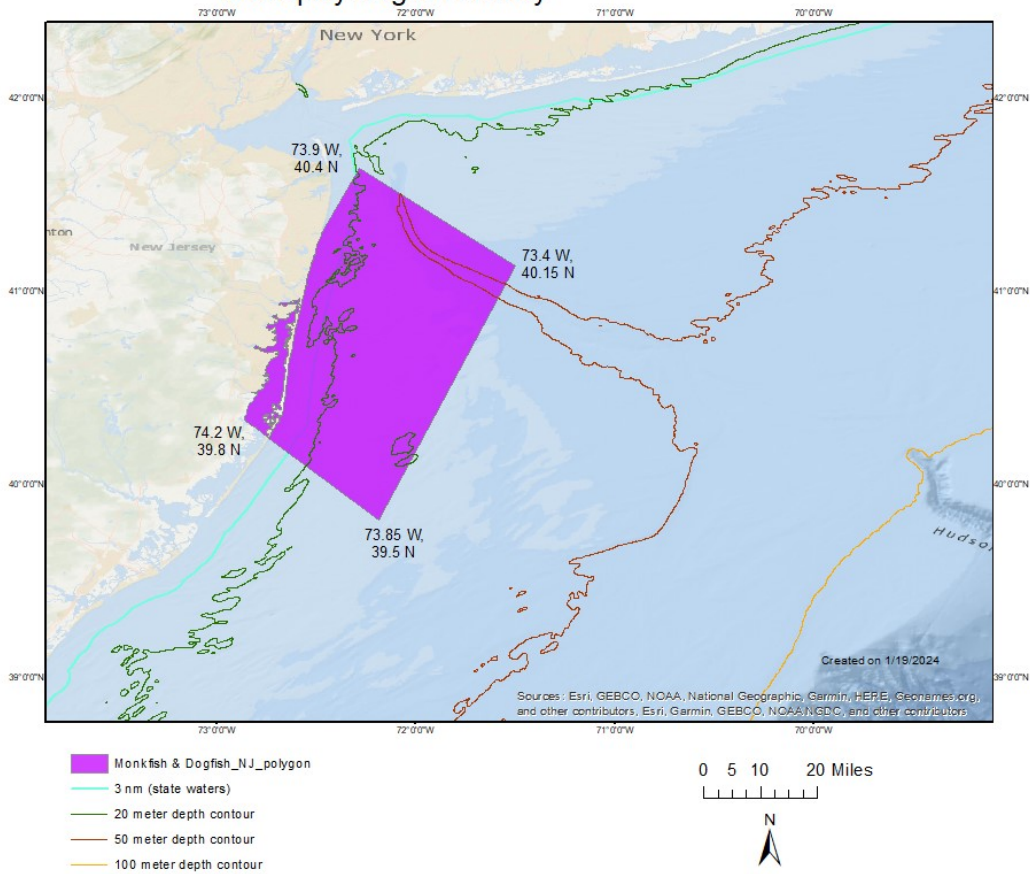 73°0'0"W 72°0'0"W 71°0'0"W 70°0'0"W
New York
42°0'0"N 42°0'0"N
73.9 W,
40.4 N
New Jersey
73.4 W,
40.15 N
41°0'0"N 41°0'0"N
74.2 W,
39.8 N
40°0'0"N 40°0'0"N
73.85 W,
39.5 N
Created on 1/19/2024
39°0'0"N 39°0'0"N
Sources: Esri, GEBCO, NOAA, National Geographic, Garmin, HERE, Geonames.org,
and other contributors, Esri, Garmin, GEBCO, NOAA NGDC, and other contributors
73°0'0"W 72°0'0"W 71°0'0"W 70°0'0"W
Monkfish & Dogfish_NJ_polygon
3 nm (state waters)
20 meter depth contour
50 meter depth contour
100 meter depth contour
0 5 10 20 Miles
N